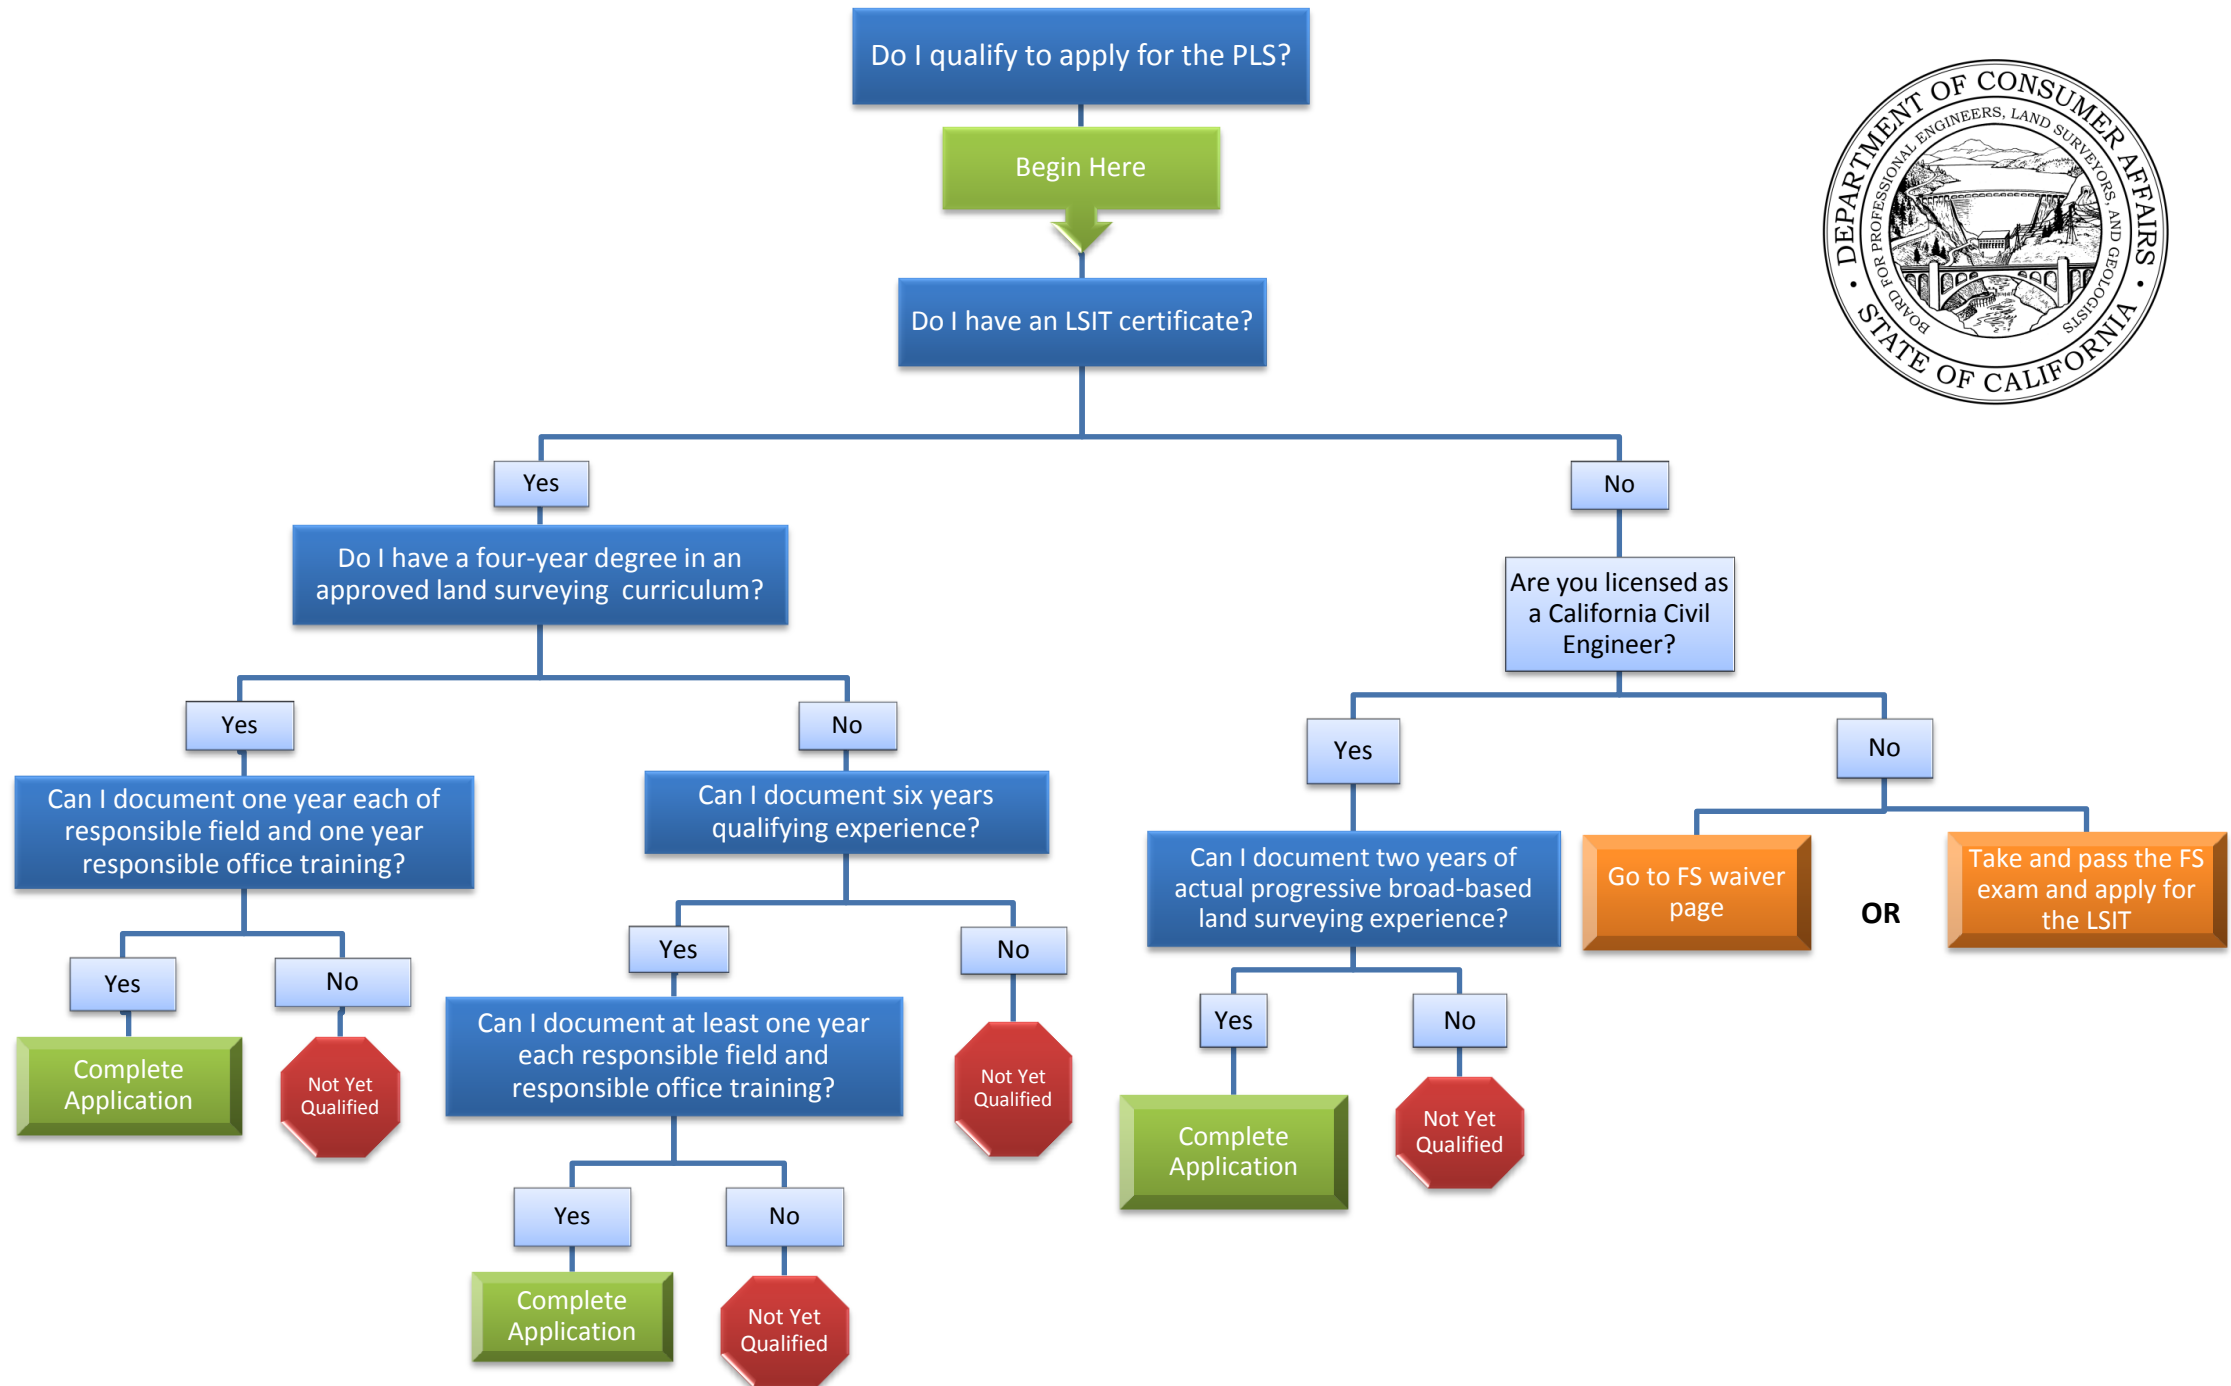 Do I qualify to apply for the PLS?
Begin Here
DEPARTMENT OF CONSUMER AFFAIRS
BOARD FOR PROFESSIONAL ENGINEERS, LAND SURVEYORS, AND GEOLOGISTS
• STATE OF CALIFORNIA •
Do I have an LSIT certificate?
Yes
No
Do I have a four-year degree in an
approved land surveying  curriculum?
Are you licensed as
a California Civil
Engineer?
Yes
No
Yes
No
Can I document one year each of
responsible field and one year
responsible office training?
Can I document six years
qualifying experience?
Can I document two years of
actual progressive broad-based
land surveying experience?
Go to FS waiver
page
OR
Take and pass the FS
exam and apply for
the LSIT
Yes
No
Yes
No
Yes
No
Complete
Application
Not Yet
Qualified
Can I document at least one year
each responsible field and
responsible office training?
Not Yet
Qualified
Complete
Application
Not Yet
Qualified
Yes
No
Complete
Application
Not Yet
Qualified